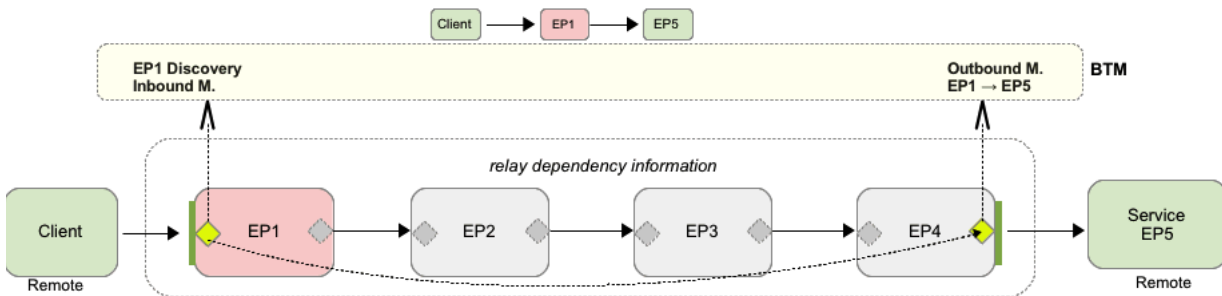 Client
EP1
EP5
EP1 Discovery
Inbound M.
Outbound M.
EP1 → EP5
BTM
relay dependency information
Client
EP1
EP2
EP3
EP4
Service
EP5
Remote
Remote